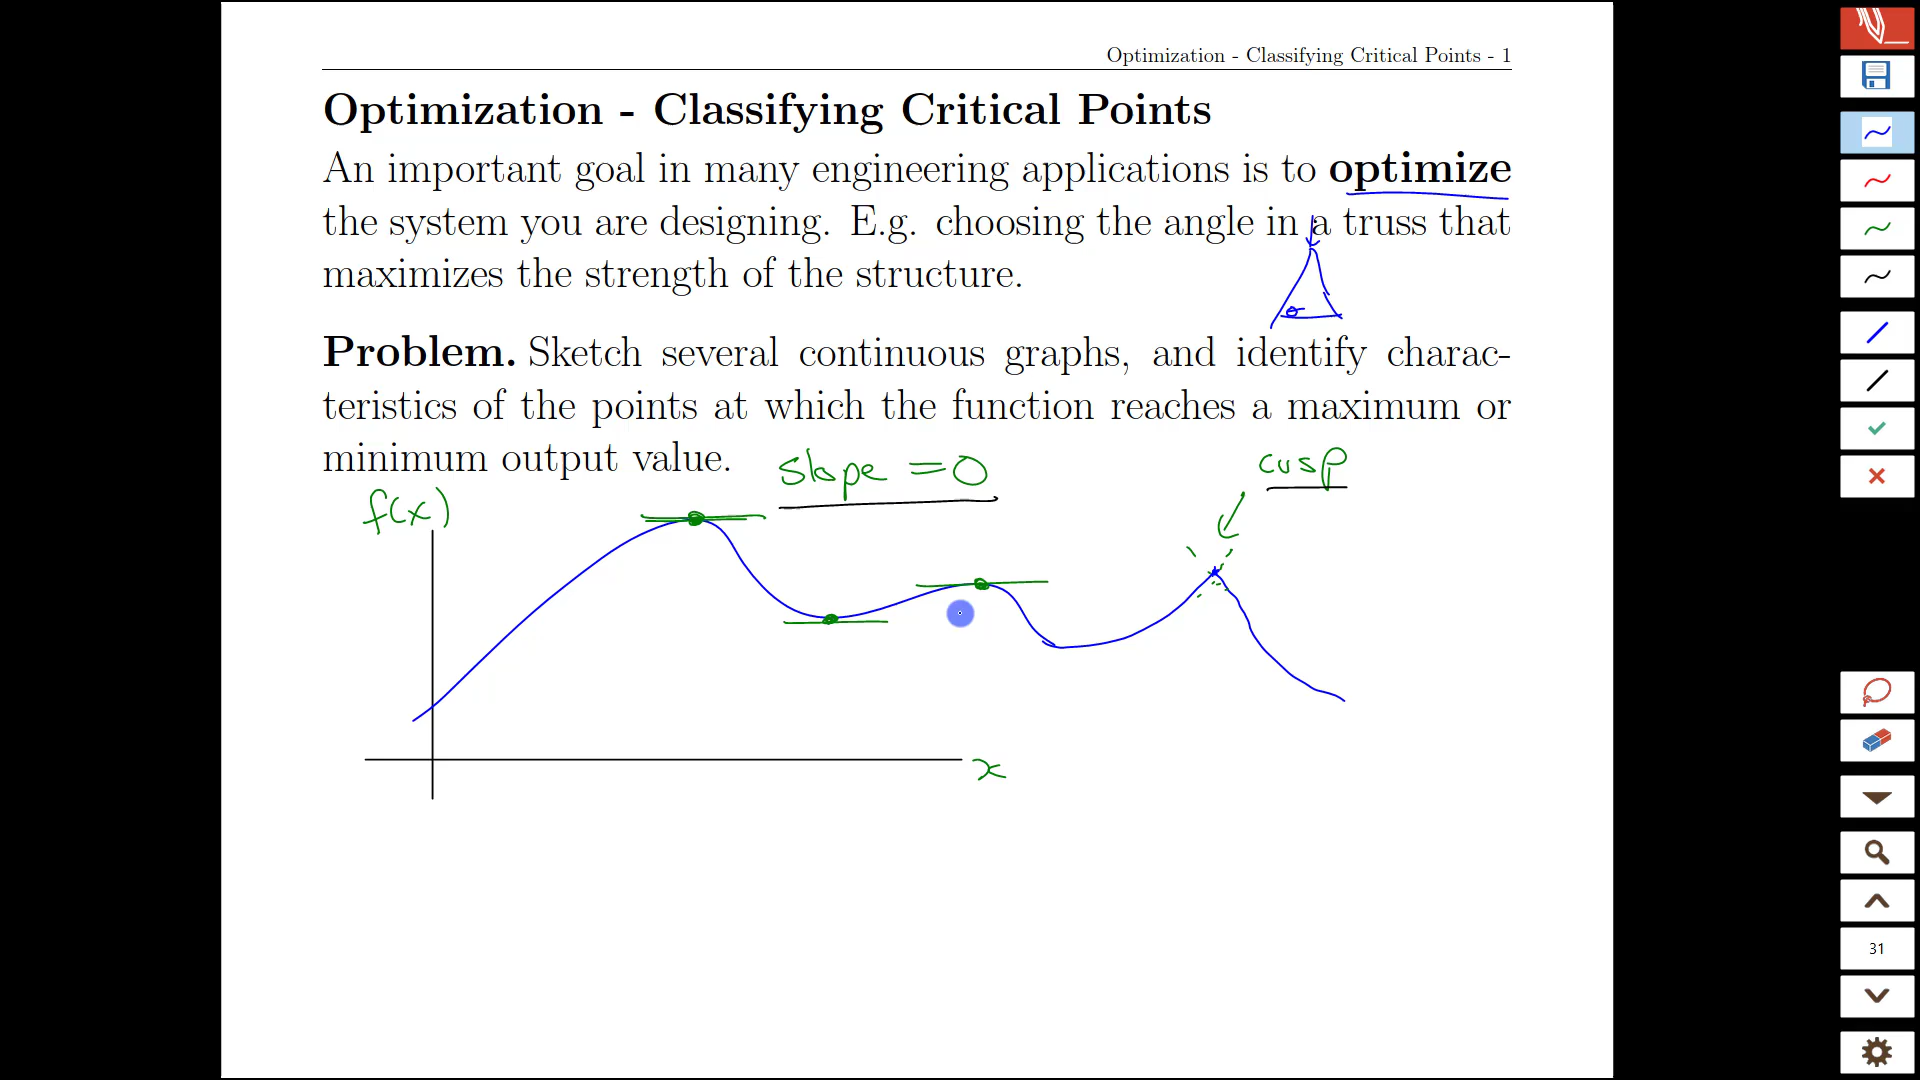 Optimization - Classifying Critical Points - 1
Optimization - Classifying Critical Points
An important goal in many engineering applications is to optimize
the system you are designing. E.g. choosing the angle in a truss that
maximizes the strength of the structure.
Problem. Sketch several continuous graphs, and identify charac-
teristics of the points at which the function reaches a maximum or
minimum output value.
slope = 0
cusp
f(x)
x
31